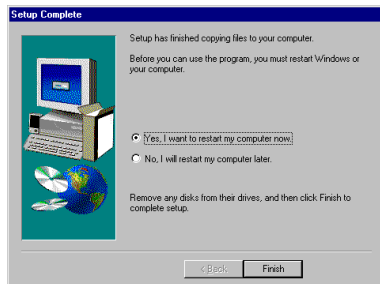 Setup Complete
Setup has finished copying files to your computer.
Before you can use the program, you must restart Windows or
your computer.
Yes, I want to restart my computer now.
No, I will restart my computer later.
Remove any disks from their drives, and then click Finish to
complete setup.
< Back
Finish